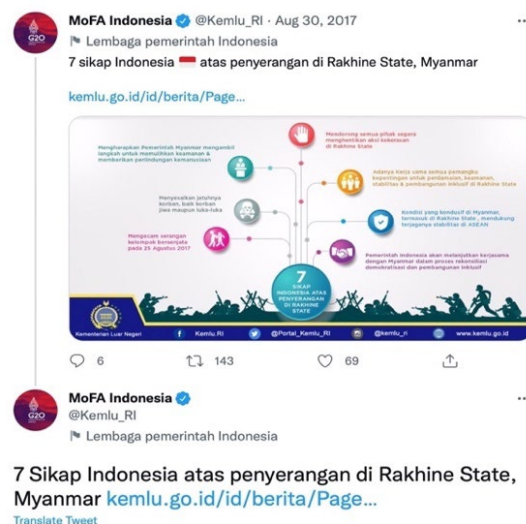 MoFA Indonesia @Kemlu_RI · Aug 30, 2017
Lembaga pemerintah Indonesia
7 sikap Indonesia atas penyerangan di Rakhine State, Myanmar
kemlu.go.id/id/berita/Page...
Mendorong semua pihak segera
menghentikan aksi kekerasan
di Rakhine State
Mengharapkan Pemerintah Myanmar mengambil
langkah untuk memulihkan keamanan &
memberikan perlindungan kemanusiaan
Adanya kerja sama semua pemangku
kepentingan untuk perdamaian, keamanan,
stabilitas & pembangunan inklusif di Rakhine State
Menyesalkan jatuhnya
korban, baik korban
jiwa maupun luka-luka
Kondisi yang kondusif di Myanmar,
termasuk di Rakhine State, mendukung
terjaganya stabilitas di ASEAN
Mengecam serangan
kelompok bersenjata
pada 25 Agustus 2017
Pemerintah Indonesia akan melanjutkan kerjasama
dengan Myanmar dalam proses rekonsiliasi
demokratisasi dan pembangunan inklusif
7
SIKAP
INDONESIA ATAS
PENYERANGAN
DI RAKHINE
STATE
Kementerian Luar Negeri
Kemlu.RI
@Portal_Kemlu_RI
@kemlu_ri
www.kemlu.go.id
6 143 69
G20
MoFA Indonesia
@Kemlu_RI
Lembaga pemerintah Indonesia
7 Sikap Indonesia atas penyerangan di Rakhine State,
Myanmar kemlu.go.id/id/berita/Page...
Translate Tweet